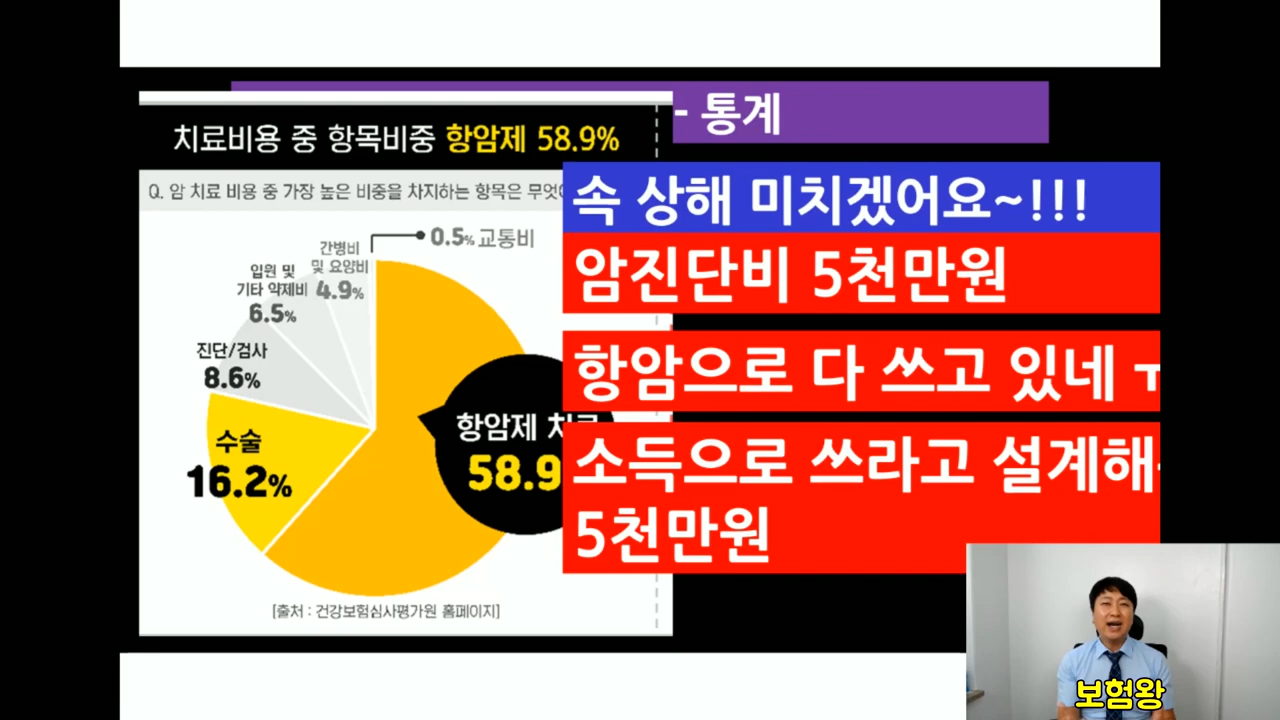 - 통계
치료비용 중 항목비중 항암제 58.9%
Q. 암 치료 비용 중 가장 높은 비중을 차지하는 항목은
속 상해 미치겠어요~!!!
암진단비 5천만원
항암으로 다 쓰고 있네 ㅠ
소득으로 쓰라고 설계해
5천만원
0.5% 교통비
간병비
및 요양비
4.9%
입원 및
기타 약제비
6.5%
진단/검사
8.6%
수술
16.2%
항암제
58.9
[출처 : 건강보험심사평가원 홈페이지]
보험왕